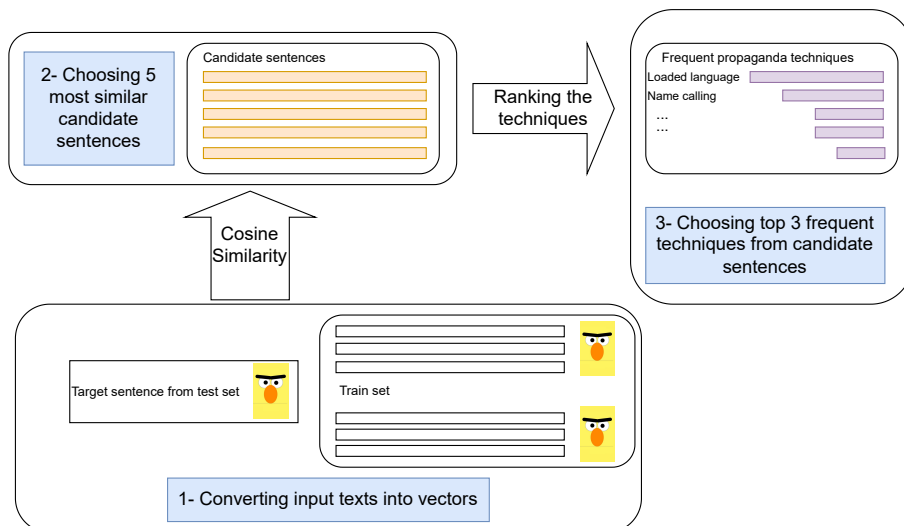 2- Choosing 5
most similar
candidate
sentences
Candidate sentences
Ranking the
techniques
Frequent propaganda techniques
Loaded language
Name calling
...
...
3- Choosing top 3 frequent
techniques from candidate
sentences
Cosine
Similarity
Target sentence from test set
Train set
1- Converting input texts into vectors